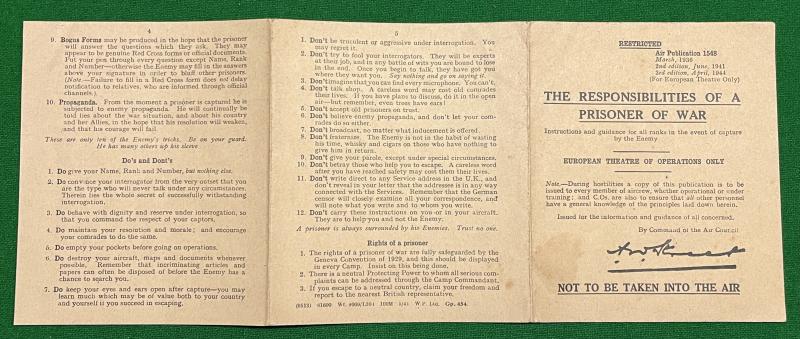 4
9. Bogus Forms may be produced in the hope that the prisoner
will answer the questions which they ask. They may
appear to be genuine Red Cross forms or official documents.
Put your pen through every question except Name, Rank
and Number—otherwise the Enemy may fill in the answers
above your signature in order to bluff other prisoners.
(Note.—Failure to fill in a Red Cross form does not delay
notification to relatives, who are informed through official
channels.)
10. Propaganda. From the moment a prisoner is captured he is
subjected to enemy propaganda. He will continually be
told lies about the war situation, and about his country
and her Allies, in the hope that his resolution will weaken,
and that his courage will fail.
These are only ten of the Enemy's tricks. Be on your guard.
He has many others up his sleeve
Do's and Dont's
1. Do give your Name, Rank and Number, but nothing else.
2. Do convince your interrogator from the very outset that you
are the type who will never talk under any circumstances.
Therein lies the whole secret of successfully withstanding
interrogation.
3. Do behave with dignity and reserve under interrogation, so
that you command the respect of your captors.
4. Do maintain your resolution and morale; and encourage
your comrades to do the same.
5. Do empty your pockets before going on operations.
6. Do destroy your aircraft, maps and documents whenever
possible. Remember that incriminating articles and
papers can often be disposed of before the Enemy has a
chance to search you.
7. Do keep your eyes and ears open after capture—you may
learn much which may be of value both to your country
and yourself if you succeed in escaping.
5
1. Don't be truculent or aggressive under interrogation. You
may regret it.
2. Don't try to fool your interrogators. They will be experts
at their job, and in any battle of wits you are bound to lose
in the end. Once you begin to talk, they have got you
where they want you. Say nothing and go on saying it.
3. Don't imagine that you can find every microphone. You can't.
4. Don't talk shop. A careless word may cost old comrades
their lives. If you have plans to discuss, do it in the open
air—but remember, even trees have ears!
5. Don't accept old prisoners on trust.
6. Don't believe enemy propaganda, and don't let your com-
rades do so either.
7. Don't broadcast, no matter what inducement is offered.
8. Don't fraternize. The Enemy is not in the habit of wasting
his time, whisky and cigars on those who have nothing to
give him in return.
9. Don't give your parole, except under special circumstances.
10. Don't betray those who help you to escape. A careless word
after you have reached safety may cost them their lives.
11. Don't write direct to any Service address in the U.K., and
don't reveal in your letter that the addressee is in any way
connected with the Services. Remember that the German
censor will closely examine all your correspondence, and
will note what you write and to whom you write.
12. Don't carry these instructions on you or in your aircraft.
They are to help you and not the Enemy.
A prisoner is always surrounded by his Enemies. Trust no one.
Rights of a prisoner
1. The rights of a prisoner of war are fully safeguarded by the
Geneva Convention of 1929, and this should be displayed
in every Camp. Insist on this being done.
2. There is a neutral Protecting Power to whom all serious com-
plaints can be addressed through the Camp Commandant.
3. If you escape to a neutral country, claim your freedom and
report to the nearest British representative.
W.P. Ltd. Gp. 454.
RESTRICTED
Air Publication 1548
March, 1936
2nd edition, June, 1941
3rd edition, April, 1944
(For European Theatre Only)
THE RESPONSIBILITIES OF A
PRISONER OF WAR
Instructions and guidance for all ranks in the event of capture
by the Enemy
EUROPEAN THEATRE OF OPERATIONS ONLY
Note.—During hostilities a copy of this publication is to be
issued to every member of aircrew, whether operational or under
training; and C.Os. are also to ensure that all other personnel
have a general knowledge of the principles laid down herein.
Issued for the information and guidance of all concerned.
By Command of the Air Council
NOT TO BE TAKEN INTO THE AIR